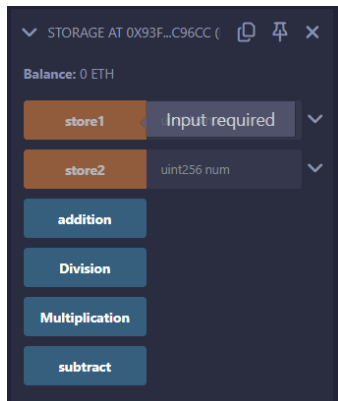 STORAGE AT 0X93F...C96CC (
Balance: 0 ETH
store1 Input required
store2 uint256 num
addition
Division
Multiplication
subtract